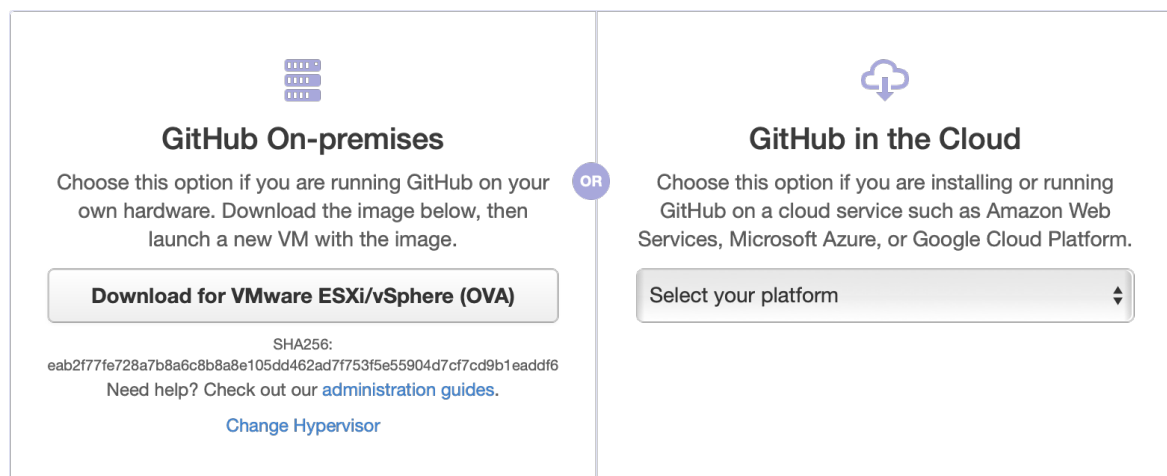 GitHub On-premises
Choose this option if you are running GitHub on your
own hardware. Download the image below, then
launch a new VM with the image.
Download for VMware ESXi/vSphere (OVA)
SHA256:
eab2f77fe728a7b8a6c8b8a8e105dd462ad7f753f5e55904d7cf7cd9b1eaddf6
Need help? Check out our administration guides.
Change Hypervisor
OR
GitHub in the Cloud
Choose this option if you are installing or running
GitHub on a cloud service such as Amazon Web
Services, Microsoft Azure, or Google Cloud Platform.
Select your platform